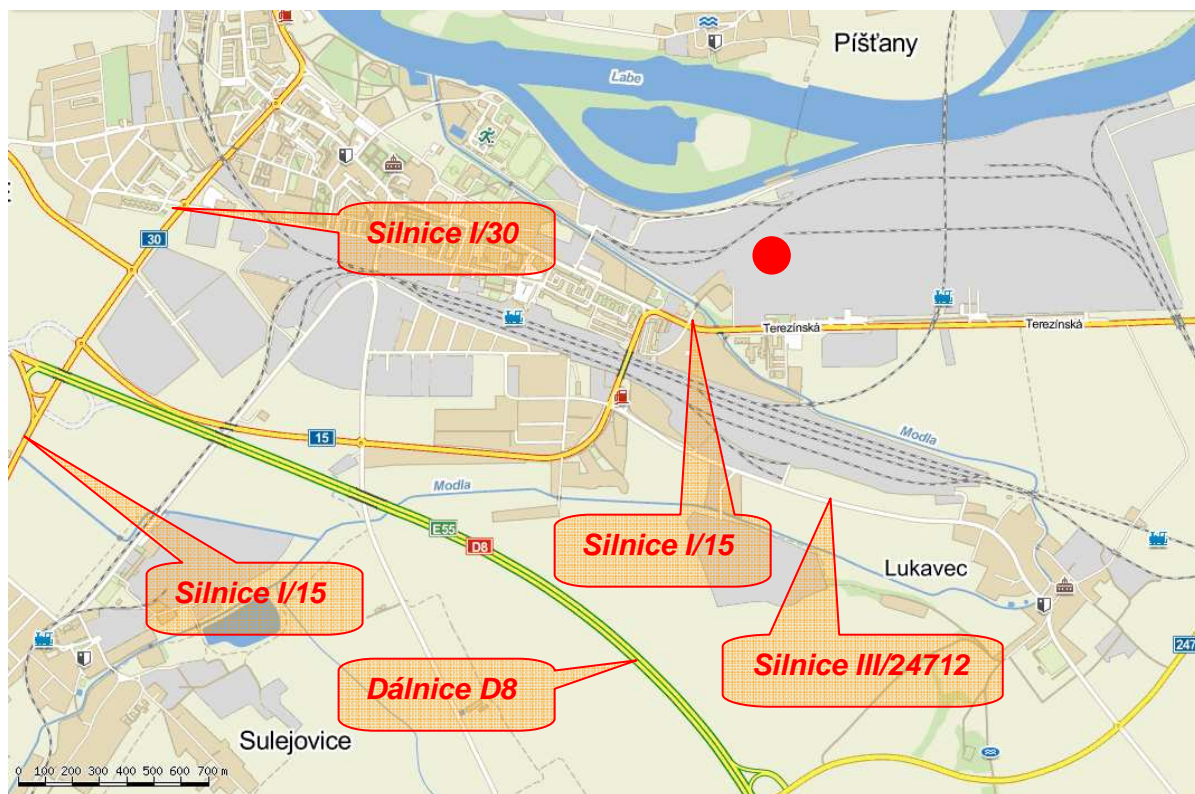 Píšťany
Labe
Silnice I/30
30
Terezínská
Terezínská
15
Modla
Modla
E55
D8
Silnice I/15
Silnice I/15
Lukavec
Silnice III/24712
247
Dálnice D8
Sulejovice
0 100 200 300 400 500 600 700 m